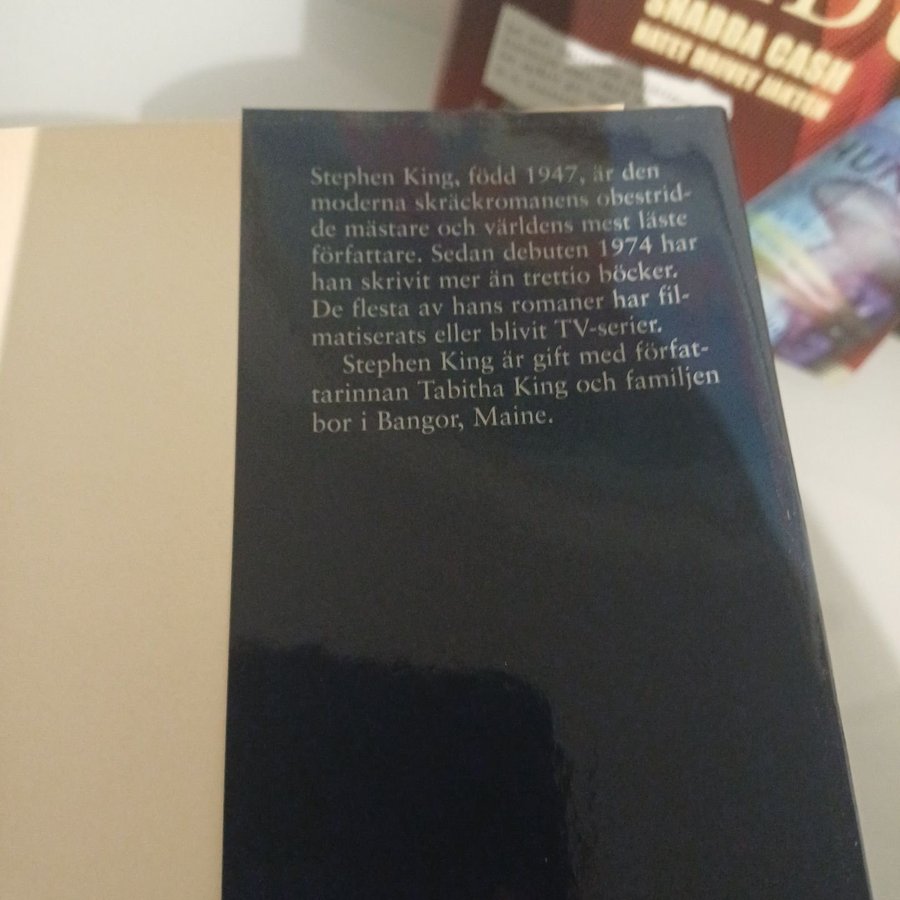 SNABBA CASH
Stephen King, född 1947, är den
moderna skräckromanens obestrid-
de mästare och världens mest läste
författare. Sedan debuten 1974 har
han skrivit mer än trettio böcker.
De flesta av hans romaner har fil-
matiserats eller blivit TV-serier.
Stephen King är gift med förfat-
tarinnan Tabitha King och familjen
bor i Bangor, Maine.